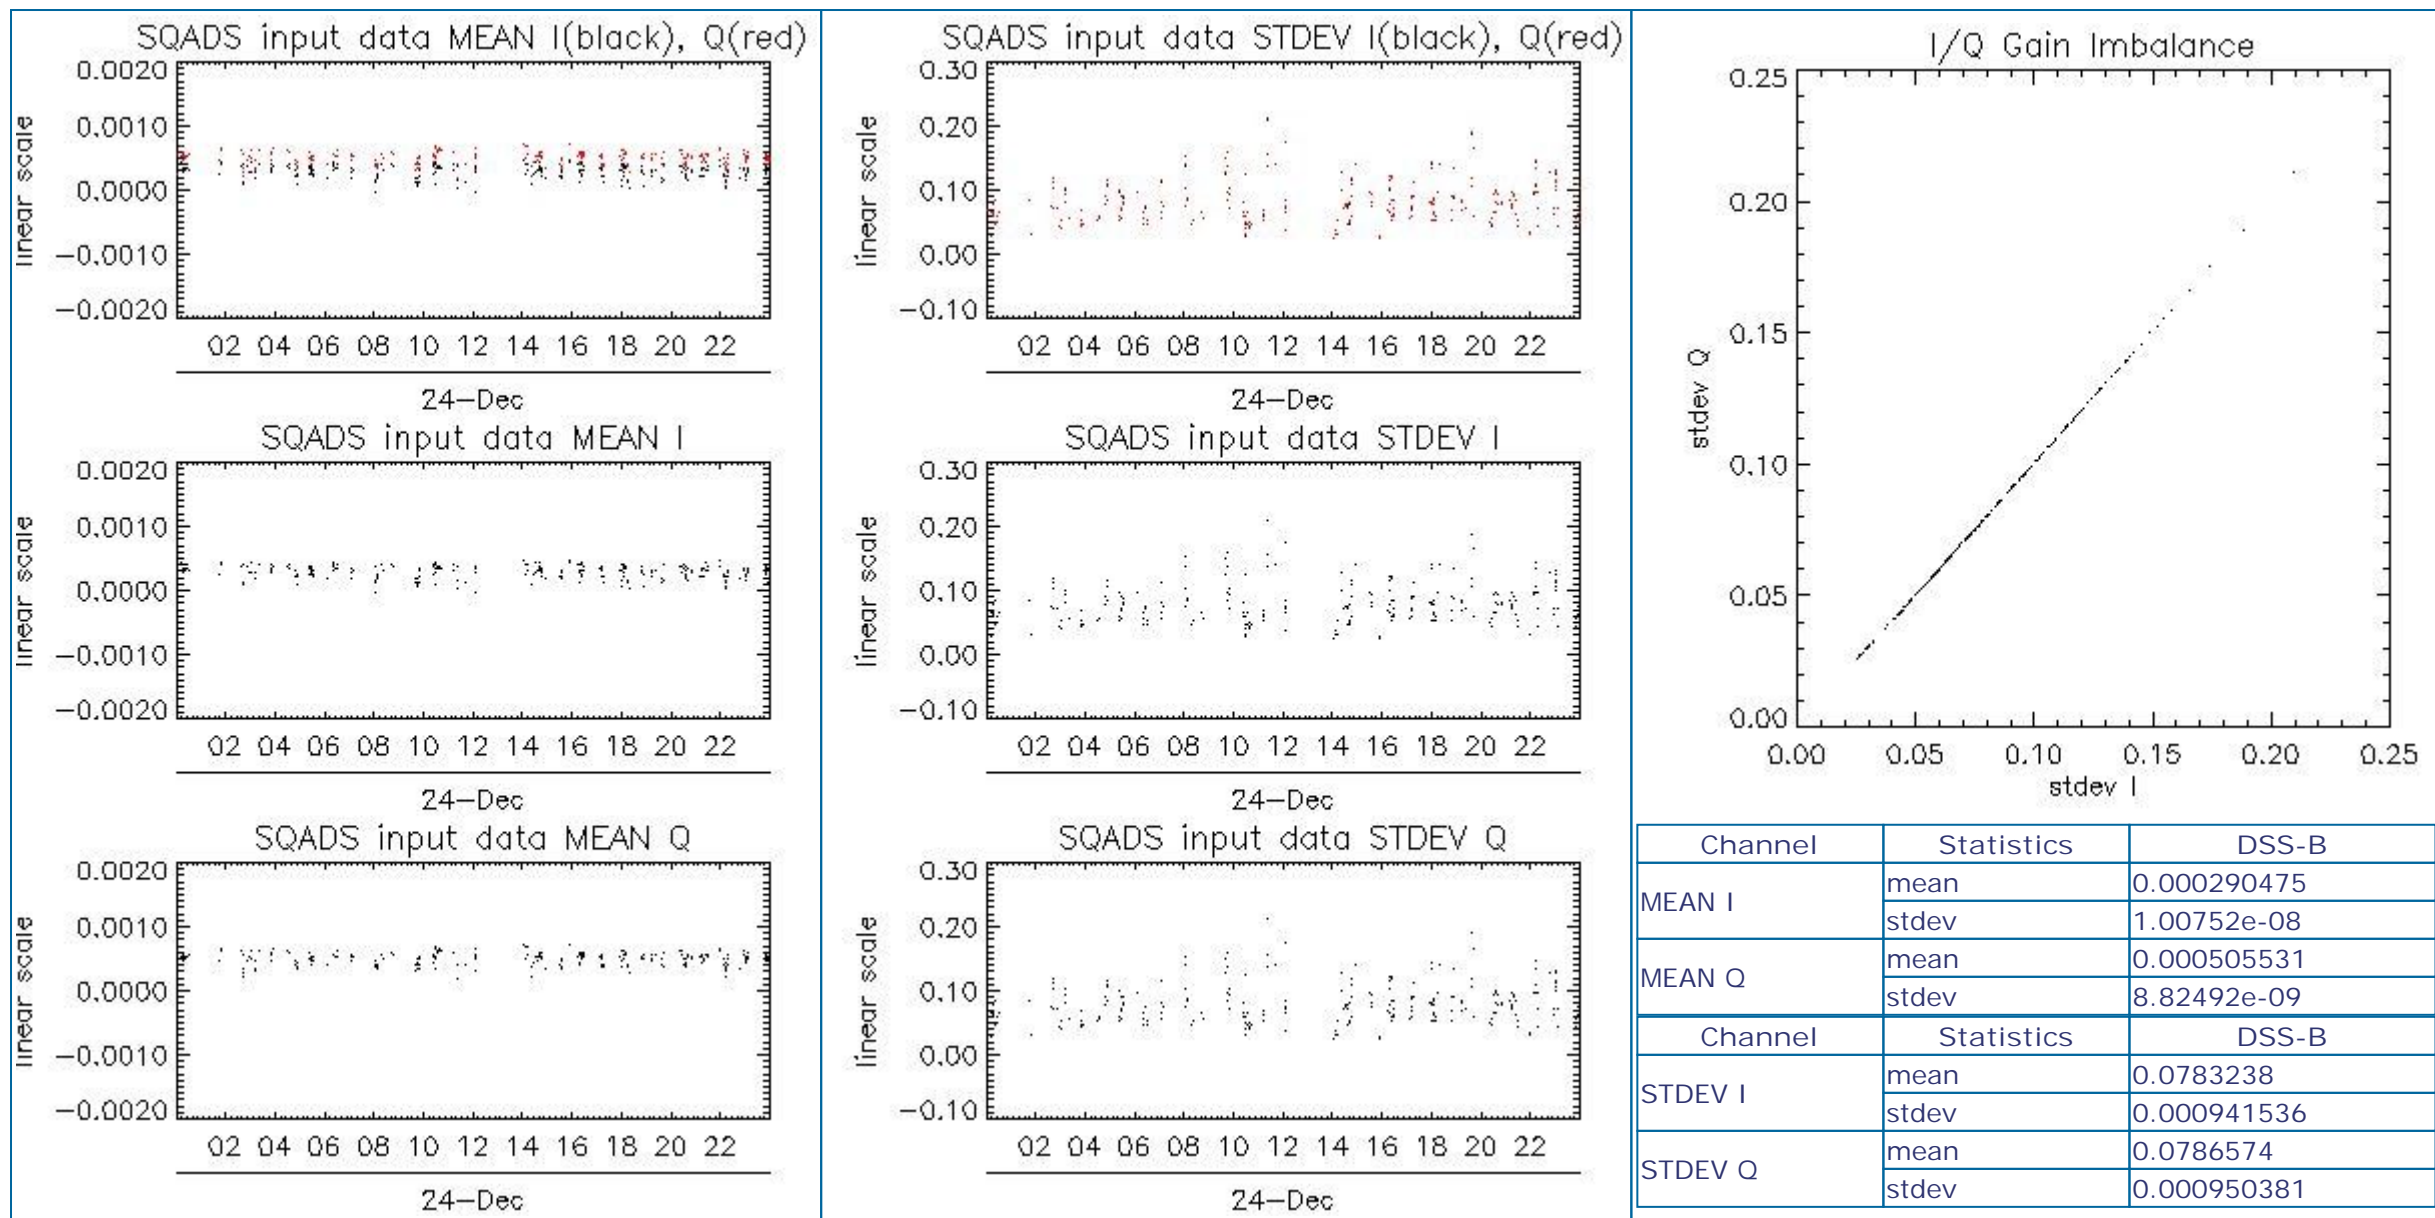 SQADS input data MEAN I(black), Q(red)
linear scale
0.0020
0.0010
0.0000
−0.0010
−0.0020
02 04 06 08 10 12 14 16 18 20 22
24−Dec
SQADS input data MEAN I
linear scale
0.0020
0.0010
0.0000
−0.0010
−0.0020
02 04 06 08 10 12 14 16 18 20 22
24−Dec
SQADS input data MEAN Q
linear scale
0.0020
0.0010
0.0000
−0.0010
−0.0020
02 04 06 08 10 12 14 16 18 20 22
24−Dec
SQADS input data STDEV I(black), Q(red)
linear scale
0.30
0.20
0.10
0.00
−0.10
02 04 06 08 10 12 14 16 18 20 22
24−Dec
SQADS input data STDEV I
linear scale
0.30
0.20
0.10
0.00
−0.10
02 04 06 08 10 12 14 16 18 20 22
24−Dec
SQADS input data STDEV Q
linear scale
0.30
0.20
0.10
0.00
−0.10
02 04 06 08 10 12 14 16 18 20 22
24−Dec
I/Q Gain Imbalance
stdev Q
0.25
0.20
0.15
0.10
0.05
0.00
0.00 0.05 0.10 0.15 0.20 0.25
stdev I
Channel Statistics DSS-B
MEAN I mean 0.000290475
stdev 1.00752e-08
MEAN Q mean 0.000505531
stdev 8.82492e-09
Channel Statistics DSS-B
STDEV I mean 0.0783238
stdev 0.000941536
STDEV Q mean 0.0786574
stdev 0.000950381